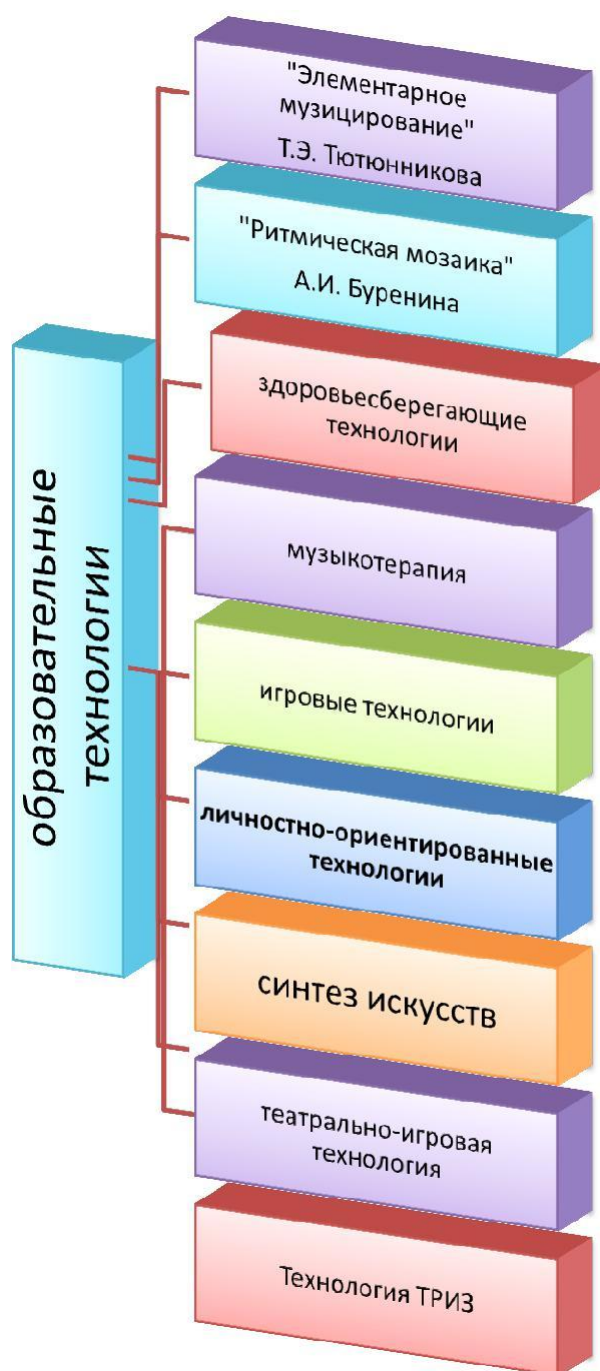 "Элементарное
музицирование"
Т.Э. Тютюнникова
"Ритмическая мозаика"
А.И. Буренина
здоровьесберегающие
технологии
музыкотерапия
игровые технологии
личностно-ориентированные
технологии
синтез искусств
театрально-игровая
технология
Технология ТРИЗ
образовательные
технологии